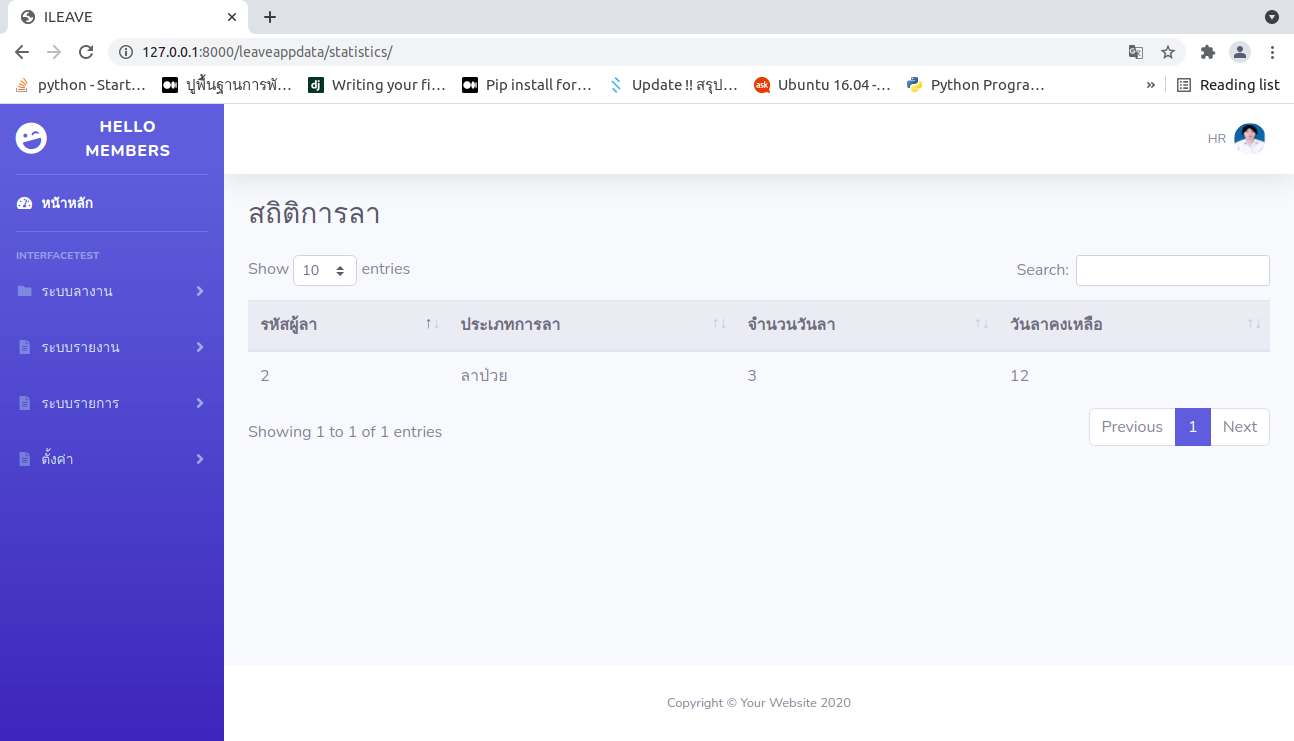 ILEAVE
127.0.0.1:8000/leaveappdata/statistics/
python - Start… ปูพื้นฐานการพั… dj Writing your fi… Pip install for… Update !! สรุป… ask Ubuntu 16.04 -… Python Progra… » Reading list
HELLO
MEMBERS
HR
หน้าหลัก
สถิติการลา
INTERFACETEST
Show 10 entries
Search:
ระบบลางาน
รหัสผู้ลา ประเภทการลา จำนวนวันลา วันลาคงเหลือ
ระบบรายงาน
2 ลาป่วย 3 12
ระบบรายการ
Showing 1 to 1 of 1 entries
Previous 1 Next
ตั้งค่า
Copyright © Your Website 2020